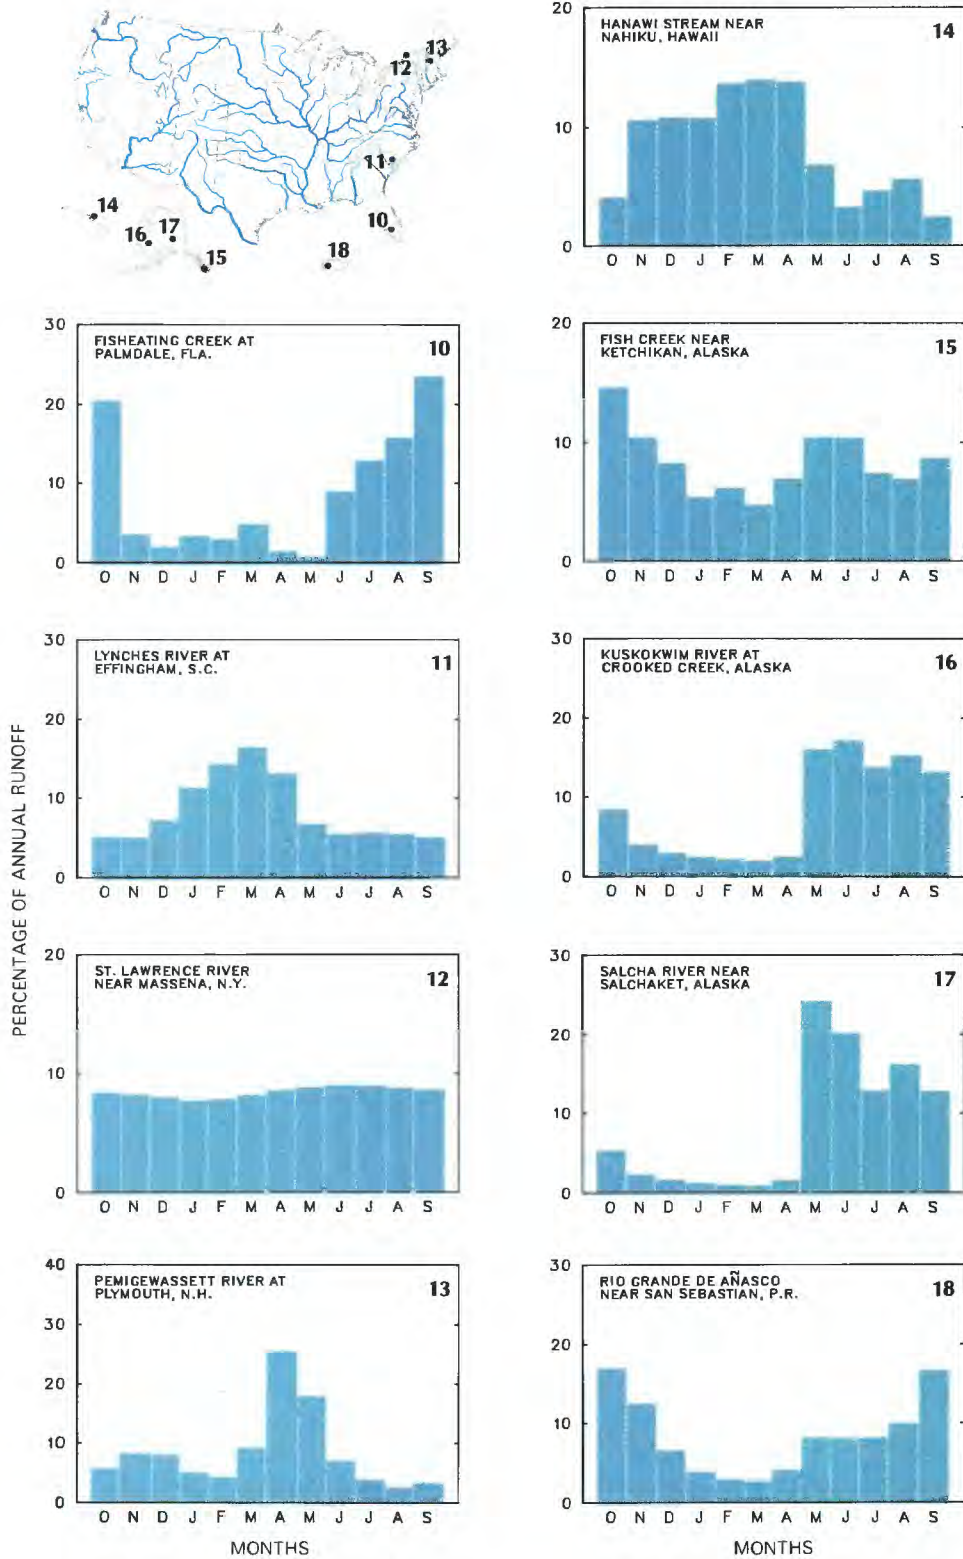 13
12
11
14
17
10
16
18
15
20
HANAWI STREAM NEAR
NAHIKU, HAWAII
14
10
0
O N D J F M A M J J A S
30
FISHEATING CREEK AT
PALMDALE, FLA.
10
20
10
0
O N D J F M A M J J A S
20
FISH CREEK NEAR
KETCHIKAN, ALASKA
15
10
0
O N D J F M A M J J A S
PERCENTAGE OF ANNUAL RUNOFF
30
LYNCHES RIVER AT
EFFINGHAM, S.C.
11
20
10
0
O N D J F M A M J J A S
30
KUSKOKWIM RIVER AT
CROOKED CREEK, ALASKA
16
20
10
0
O N D J F M A M J J A S
20
ST. LAWRENCE RIVER
NEAR MASSENA, N.Y.
12
10
0
O N D J F M A M J J A S
30
SALCHA RIVER NEAR
SALCHAKET, ALASKA
17
20
10
0
O N D J F M A M J J A S
40
PEMIGEWASSETT RIVER AT
PLYMOUTH, N.H.
13
30
20
10
0
O N D J F M A M J J A S
MONTHS
30
RIO GRANDE DE AÑASCO
NEAR SAN SEBASTIAN, P.R.
18
20
10
0
O N D J F M A M J J A S
MONTHS